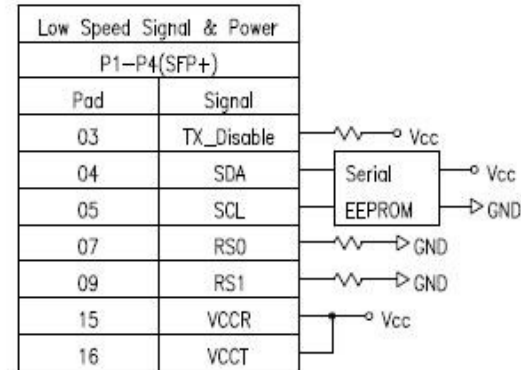 Low Speed Signal & Power
P1-P4(SFP+)
Pad Signal
03 TX_Disable Vcc
04 SDA Serial Vcc
05 SCL EEPROM GND
07 RS0 GND
09 RS1 GND
15 VCCR Vcc
16 VCCT